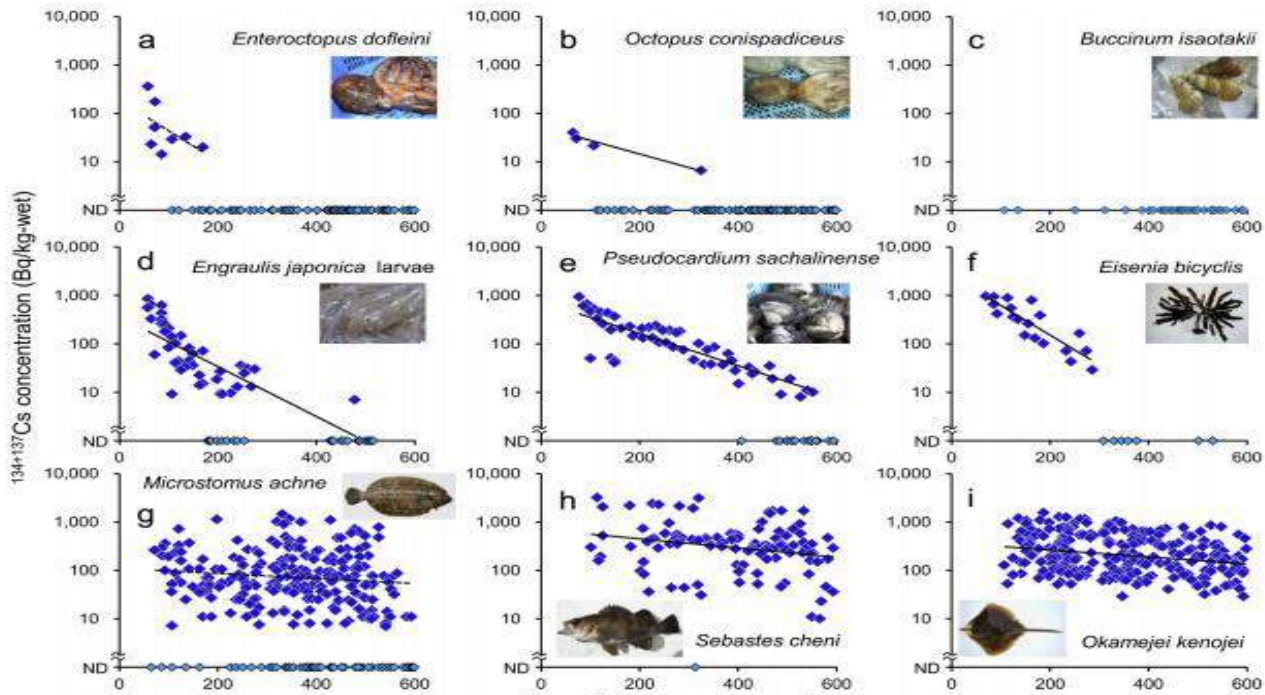 10,000
1,000
100
10
ND
a
Enteroctopus dofleini
0 200 400 600
10,000
1,000
100
10
ND
b
Octopus conispadiceus
0 200 400 600
10,000
1,000
100
10
ND
c
Buccinum isaotakii
0 200 400 600
134+137Cs concentration (Bq/kg-wet)
10,000
1,000
100
10
ND
d
Engraulis japonica larvae
0 200 400 600
10,000
1,000
100
10
ND
e
Pseudocardium sachalinense
0 200 400 600
10,000
1,000
100
10
ND
f
Eisenia bicyclis
0 200 400 600
10,000
1,000
100
10
ND
Microstomus achne
g
0 200 400 600
10,000
1,000
100
10
ND
h
Sebastes cheni
0 200 400 600
10,000
1,000
100
10
ND
i
Okamejei kenojei
0 200 400 600